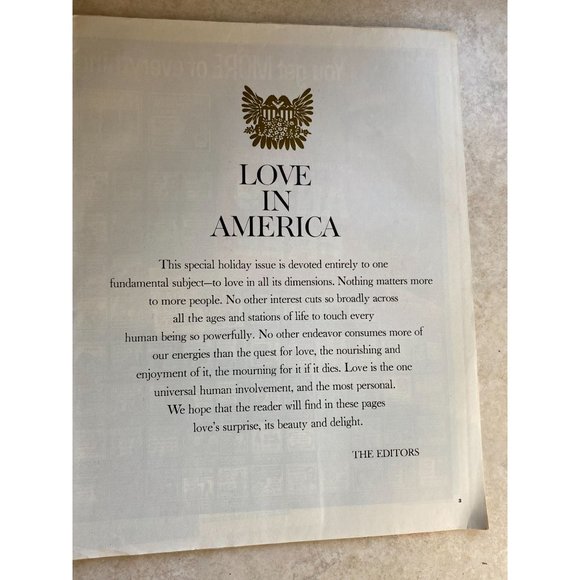 LOVE
IN
AMERICA
This special holiday issue is devoted entirely to one
fundamental subject—to love in all its dimensions. Nothing matters more
to more people. No other interest cuts so broadly across
all the ages and stations of life to touch every
human being so powerfully. No other endeavor consumes more of
our energies than the quest for love, the nourishing and
enjoyment of it, the mourning for it if it dies. Love is the one
universal human involvement, and the most personal.
We hope that the reader will find in these pages
love's surprise, its beauty and delight.
THE EDITORS
3